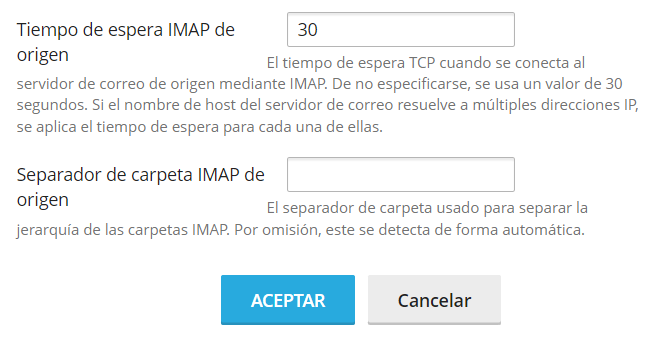 Tiempo de espera IMAP de
origen
30
El tiempo de espera TCP cuando se conecta al
servidor de correo de origen mediante IMAP. De no especificarse, se usa un valor de 30
segundos. Si el nombre de host del servidor de correo resuelve a múltiples direcciones IP,
se aplica el tiempo de espera para cada una de ellas.
Separador de carpeta IMAP de
origen
El separador de carpeta usado para separar la
jerarquía de las carpetas IMAP. Por omisión, este se detecta de forma automática.
ACEPTAR
Cancelar